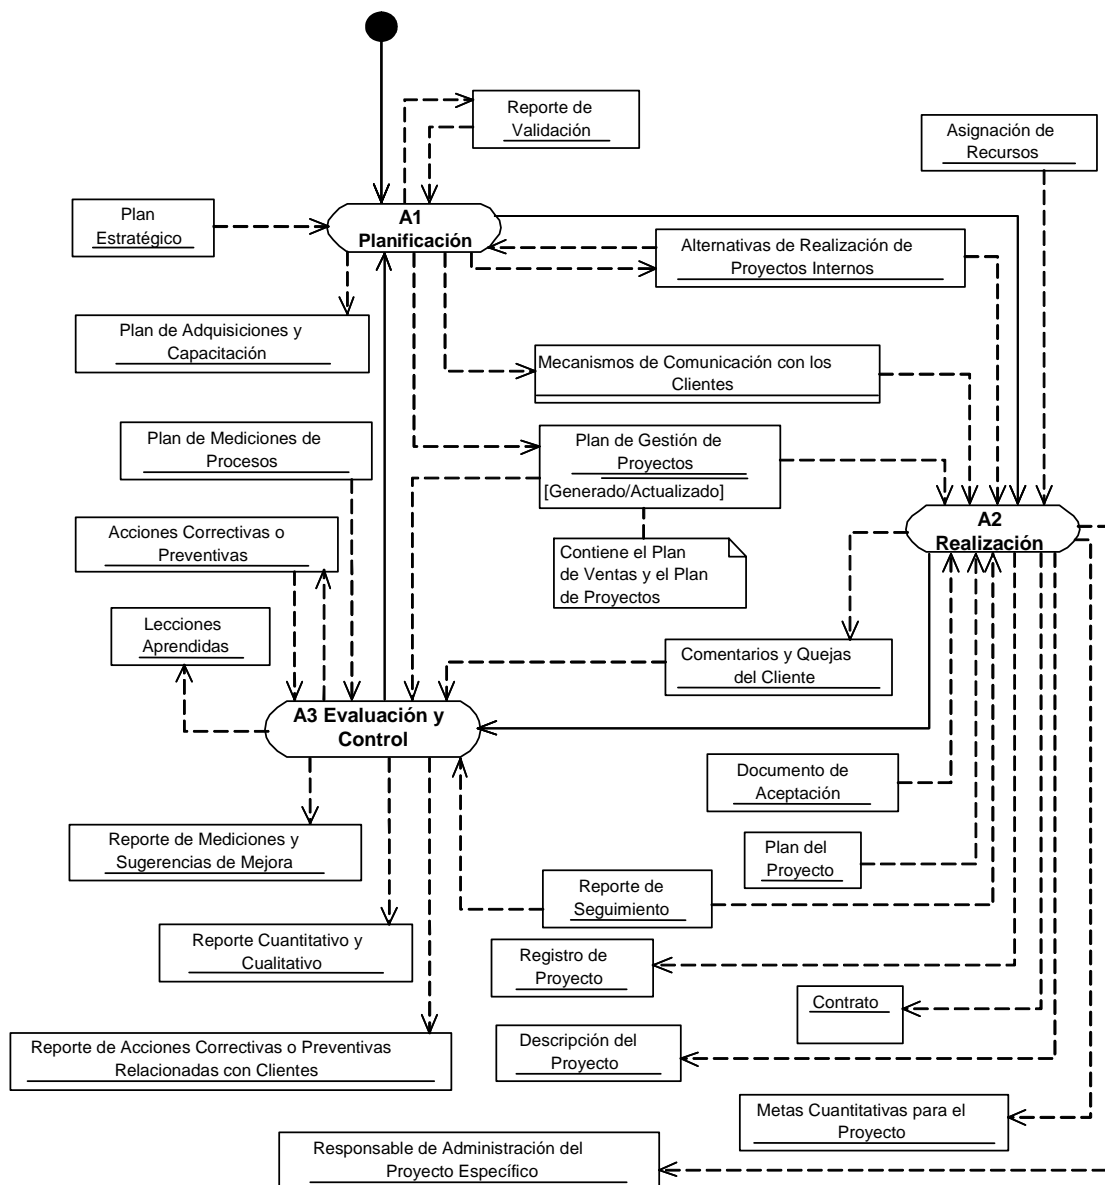 Reporte de
Validación
Asignación de
Recursos
Plan
Estratégico
A1
Planificación
Alternativas de Realización de
Proyectos Internos
Plan de Adquisiciones y
Capacitación
Mecanismos de Comunicación con los
Clientes
Plan de Mediciones de
Procesos
Plan de Gestión de
Proyectos
[Generado/Actualizado]
A2
Realización
Acciones Correctivas o
Preventivas
Contiene el Plan
de Ventas y el Plan
de Proyectos
Lecciones
Aprendidas
Comentarios y Quejas
del Cliente
A3 Evaluación y
Control
Documento de
Aceptación
Reporte de Mediciones y
Sugerencias de Mejora
Plan del
Proyecto
Reporte de
Seguimiento
Reporte Cuantitativo y
Cualitativo
Registro de
Proyecto
Contrato
Reporte de Acciones Correctivas o Preventivas
Relacionadas con Clientes
Descripción del
Proyecto
Metas Cuantitativas para el
Proyecto
Responsable de Administración del
Proyecto Específico